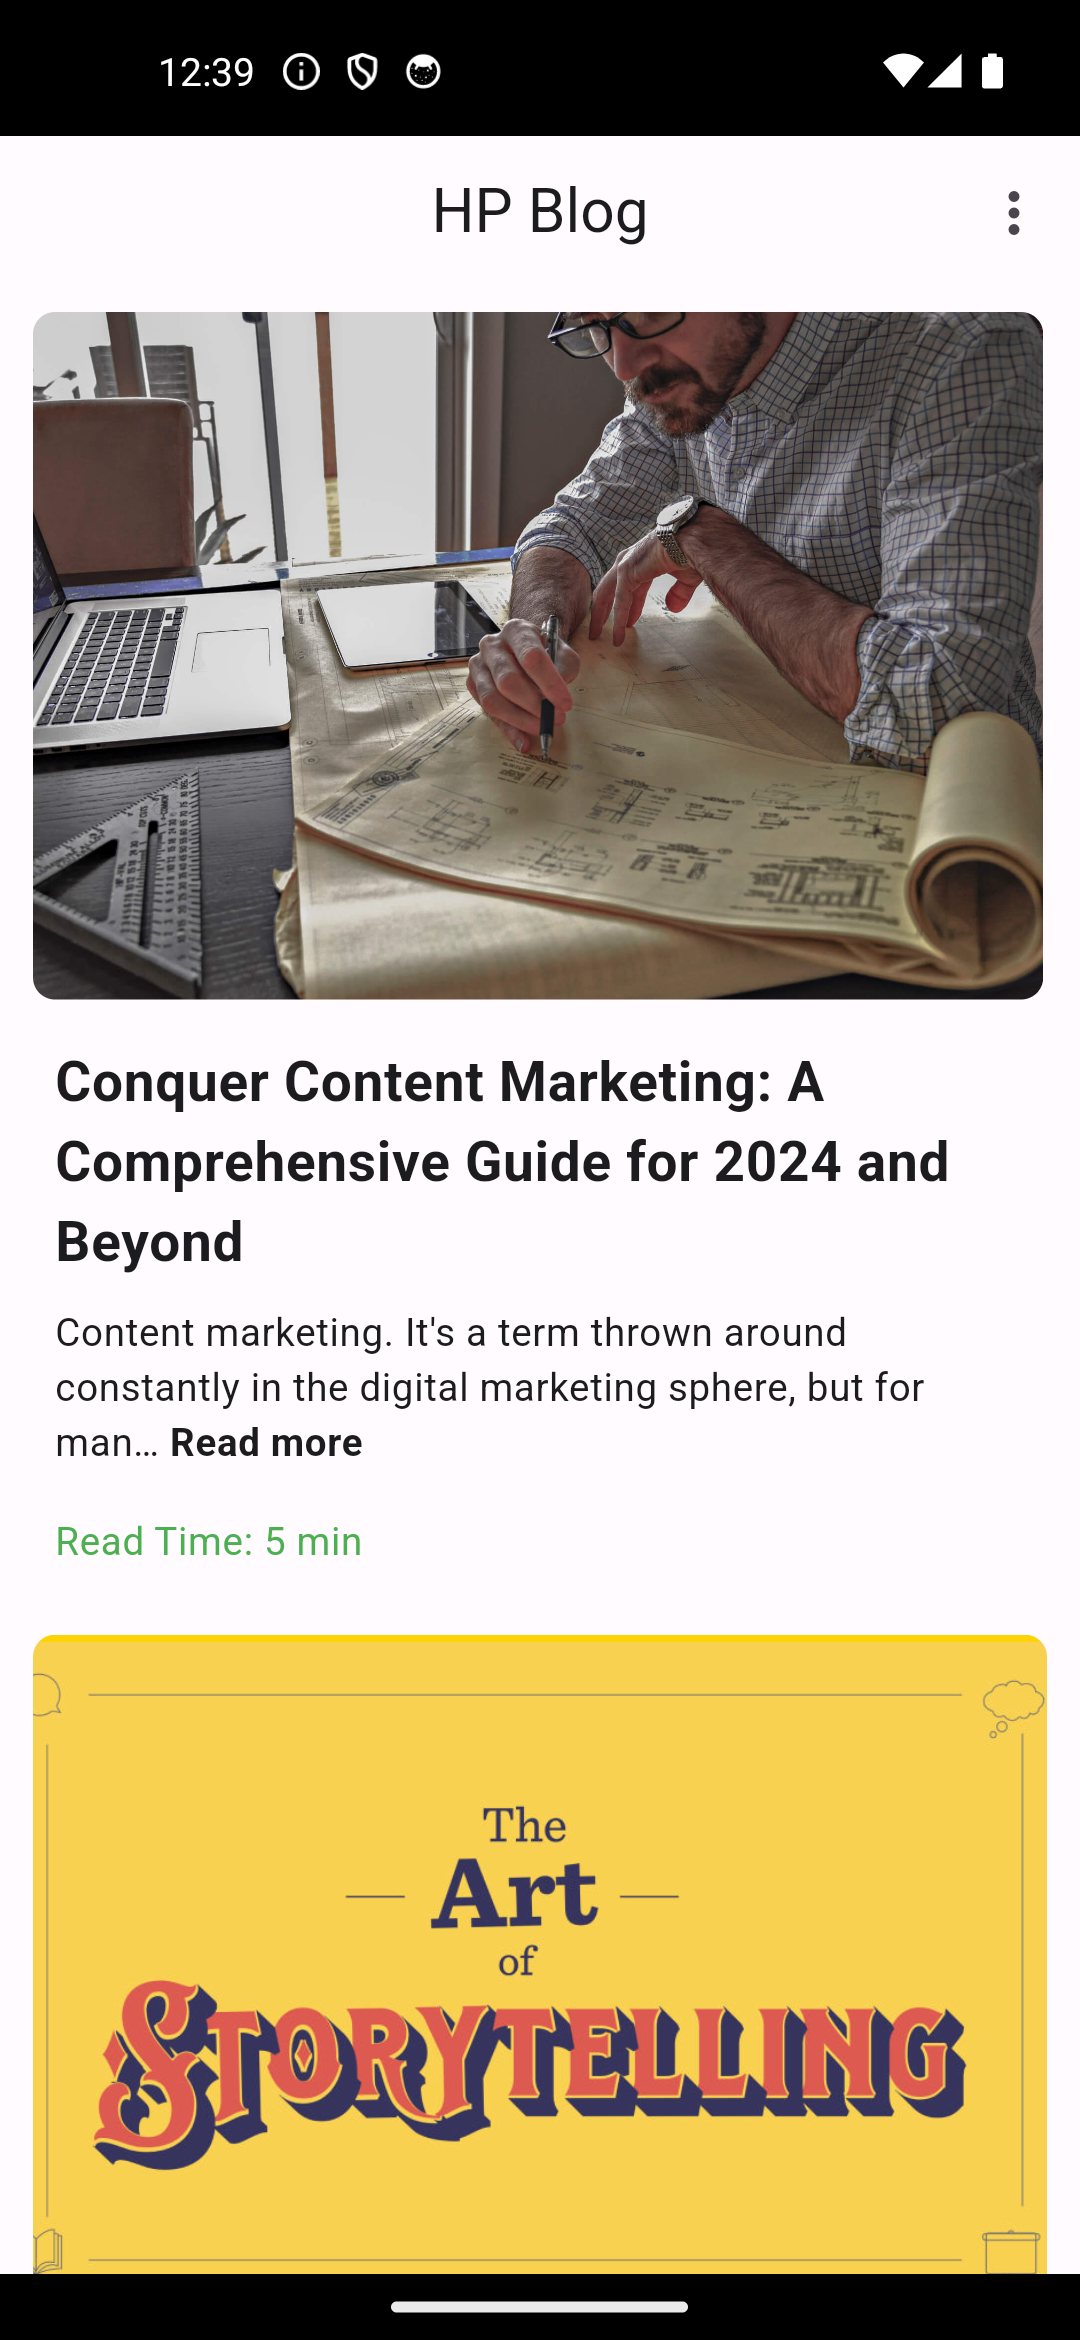 12:39
HP Blog
Conquer Content Marketing: A
Comprehensive Guide for 2024 and
Beyond
Content marketing. It's a term thrown around
constantly in the digital marketing sphere, but for
man… Read more
Read Time: 5 min
The
Art
of
STORYTELLING